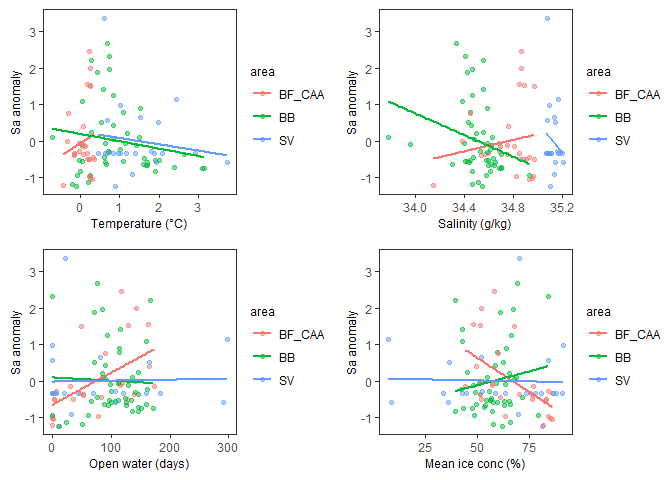 3
2
1
0
-1
Sa anomaly
0
1
2
3
Temperature (°C)
area
BF_CAA
BB
SV
3
2
1
0
-1
Sa anomaly
34.0
34.4
34.8
35.2
Salinity (g/kg)
area
BF_CAA
BB
SV
3
2
1
0
-1
Sa anomaly
0
100
200
300
Open water (days)
area
BF_CAA
BB
SV
3
2
1
0
-1
Sa anomaly
25
50
75
Mean ice conc (%)
area
BF_CAA
BB
SV